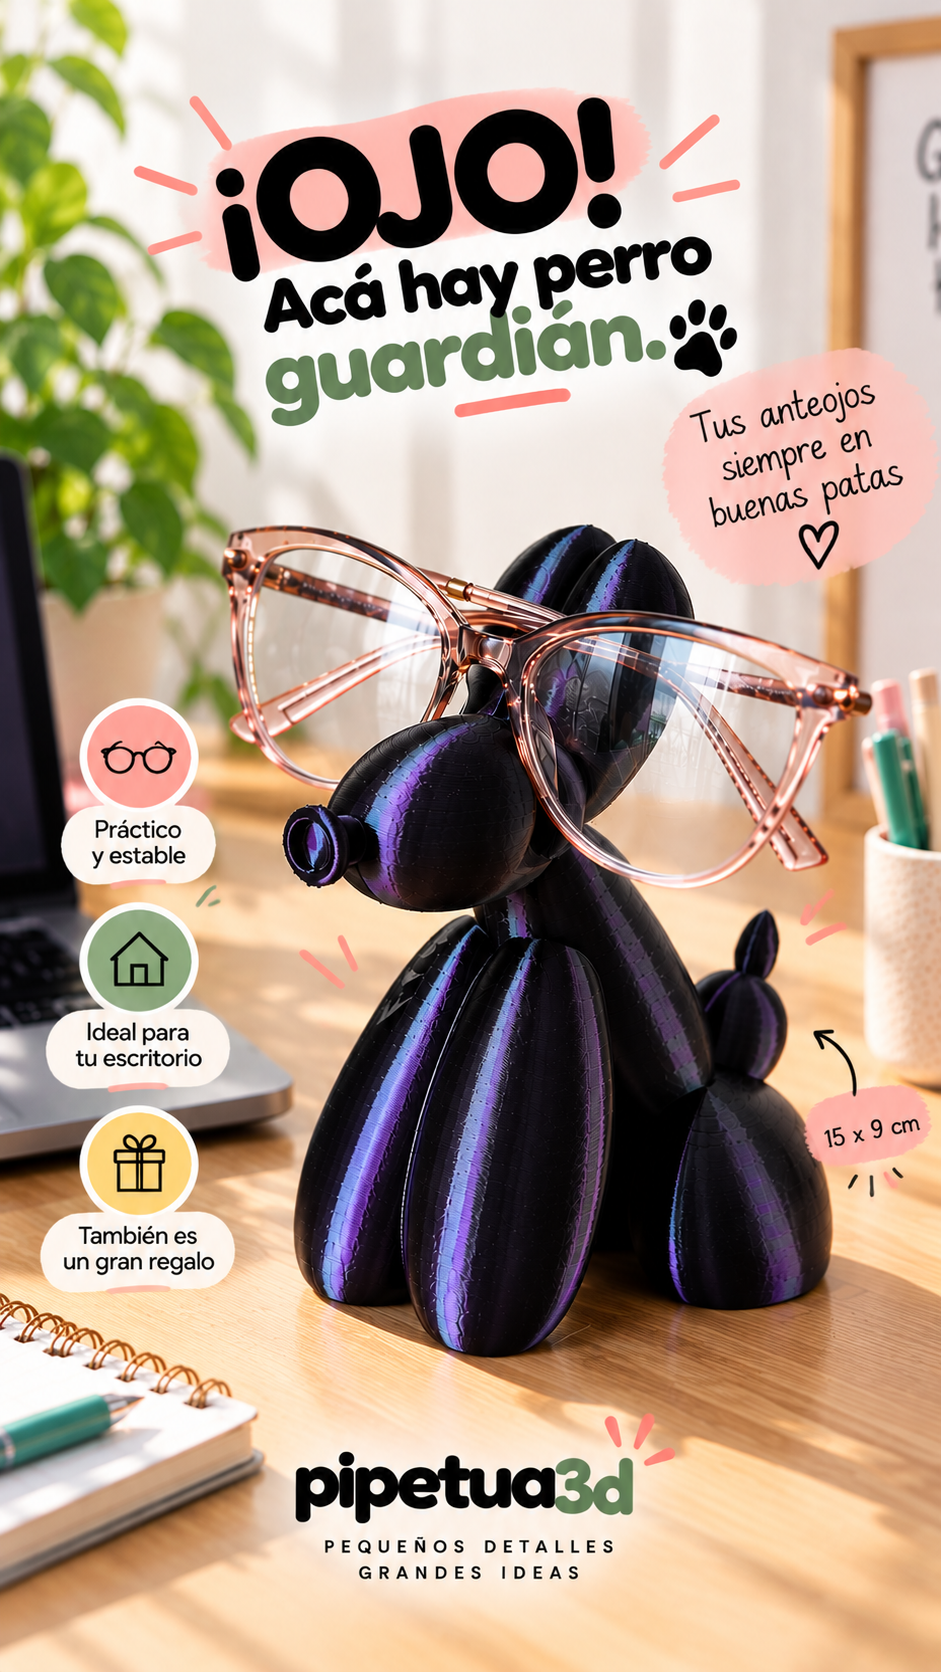 ¡OJO!
Acá hay perro
guardián.
Tus anteojos
siempre en
buenas patas
Práctico
y estable
Ideal para
tu escritorio
También es
un gran regalo
15 x 9 cm
pipetua3d
PEQUEÑOS DETALLES
GRANDES IDEAS